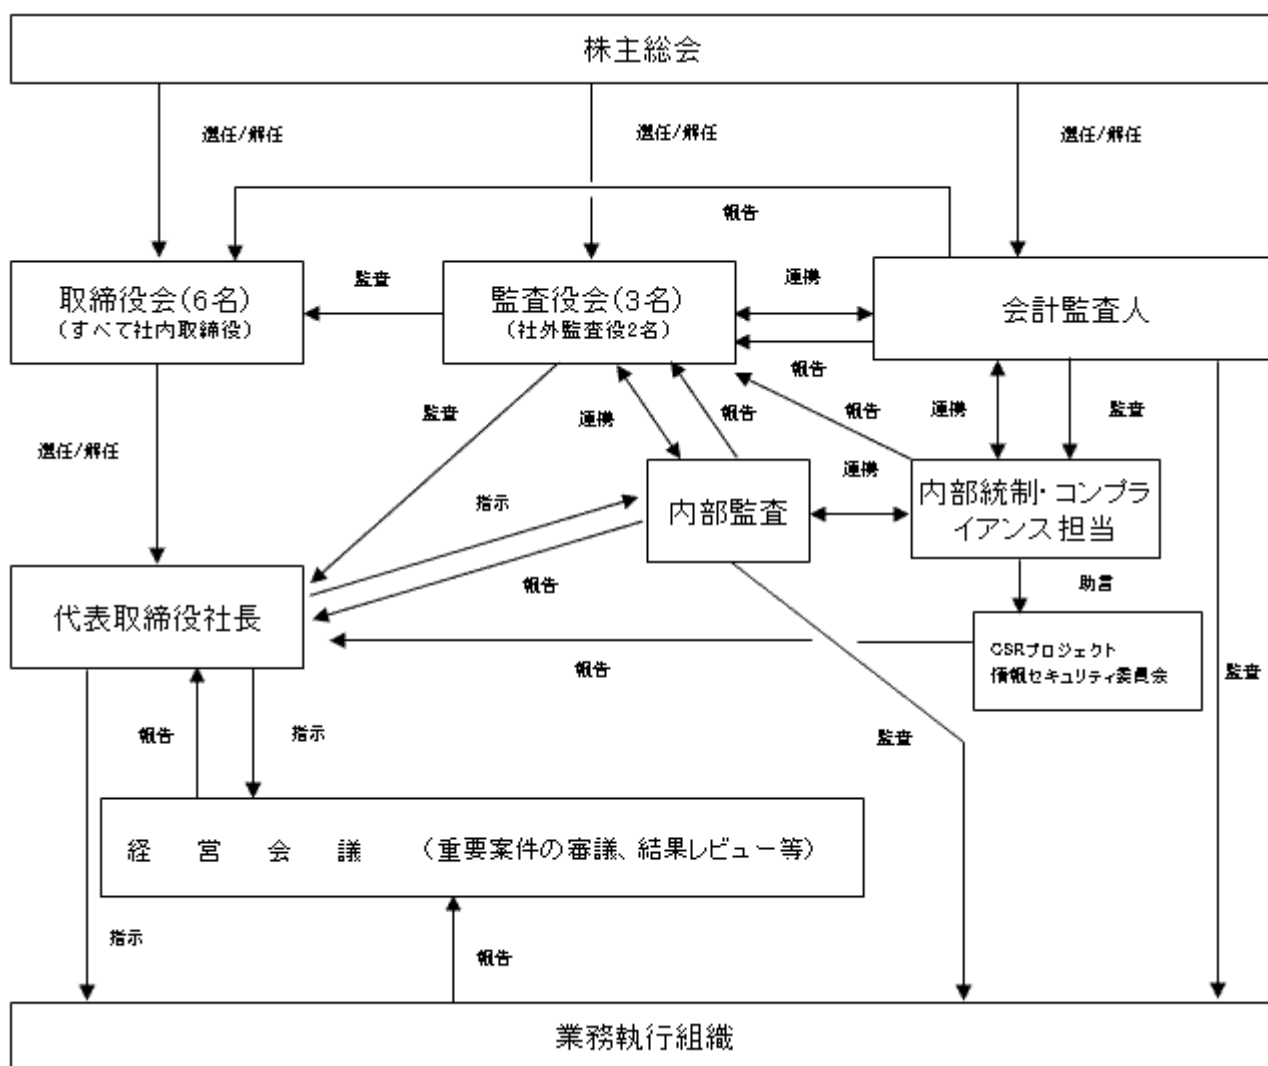 株主総会
選任/解任
選任/解任
選任/解任
報告
取締役会(6名)
(すべて社内取締役)
監査
監査役会(3名)
(社外監査役2名)
連携
報告
会計監査人
選任/解任
監査
連携
報告
報告
連携
監査
指示
内部監査
連携
内部統制・コンプラ
イアンス担当
報告
助言
代表取締役社長
報告
CSRプロジェクト
情報セキュリティ委員会
監査
報告
指示
監査
経 営 会 議 (重要案件の審議、結果レビュー等)
指示
報告
業務執行組織